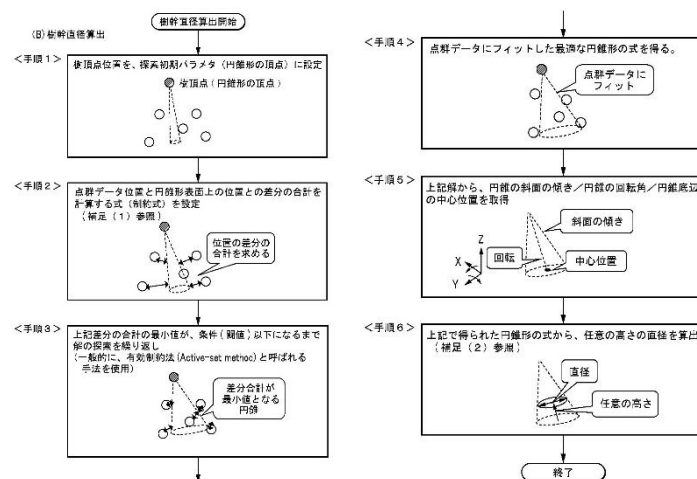 (B)樹幹直径算出
樹幹直径算出開始
<手順1>
樹頂点位置を、探索初期パラメタ(円錐形の頂点)に設定
樹頂点(円錐形の頂点)
<手順2>
点群データ位置と円錐形表面上の位置との差分の合計を
計算する式(制約式)を設定
(補足(1)参照)
位置の差分の
合計を求める
<手順3>
上記差分の合計の最小値が、条件(閾値)以下になるまで
解の探索を繰り返し
(一般的に、有効制約法(Active-set method)と呼ばれる
手法を使用)
差分合計が
最小値となる
円錐
<手順4>
点群データにフィットした最適な円錐形の式を得る。
点群データに
フィット
<手順5>
上記解から、円錐の斜面の傾き/円錐の回転角/円錐底辺
の中心位置を取得
斜面の傾き
Z
X
Y
回転
中心位置
<手順6>
上記で得られた円錐形の式から、任意の高さの直径を算出
(補足(2)参照)
直径
任意の高さ
終了